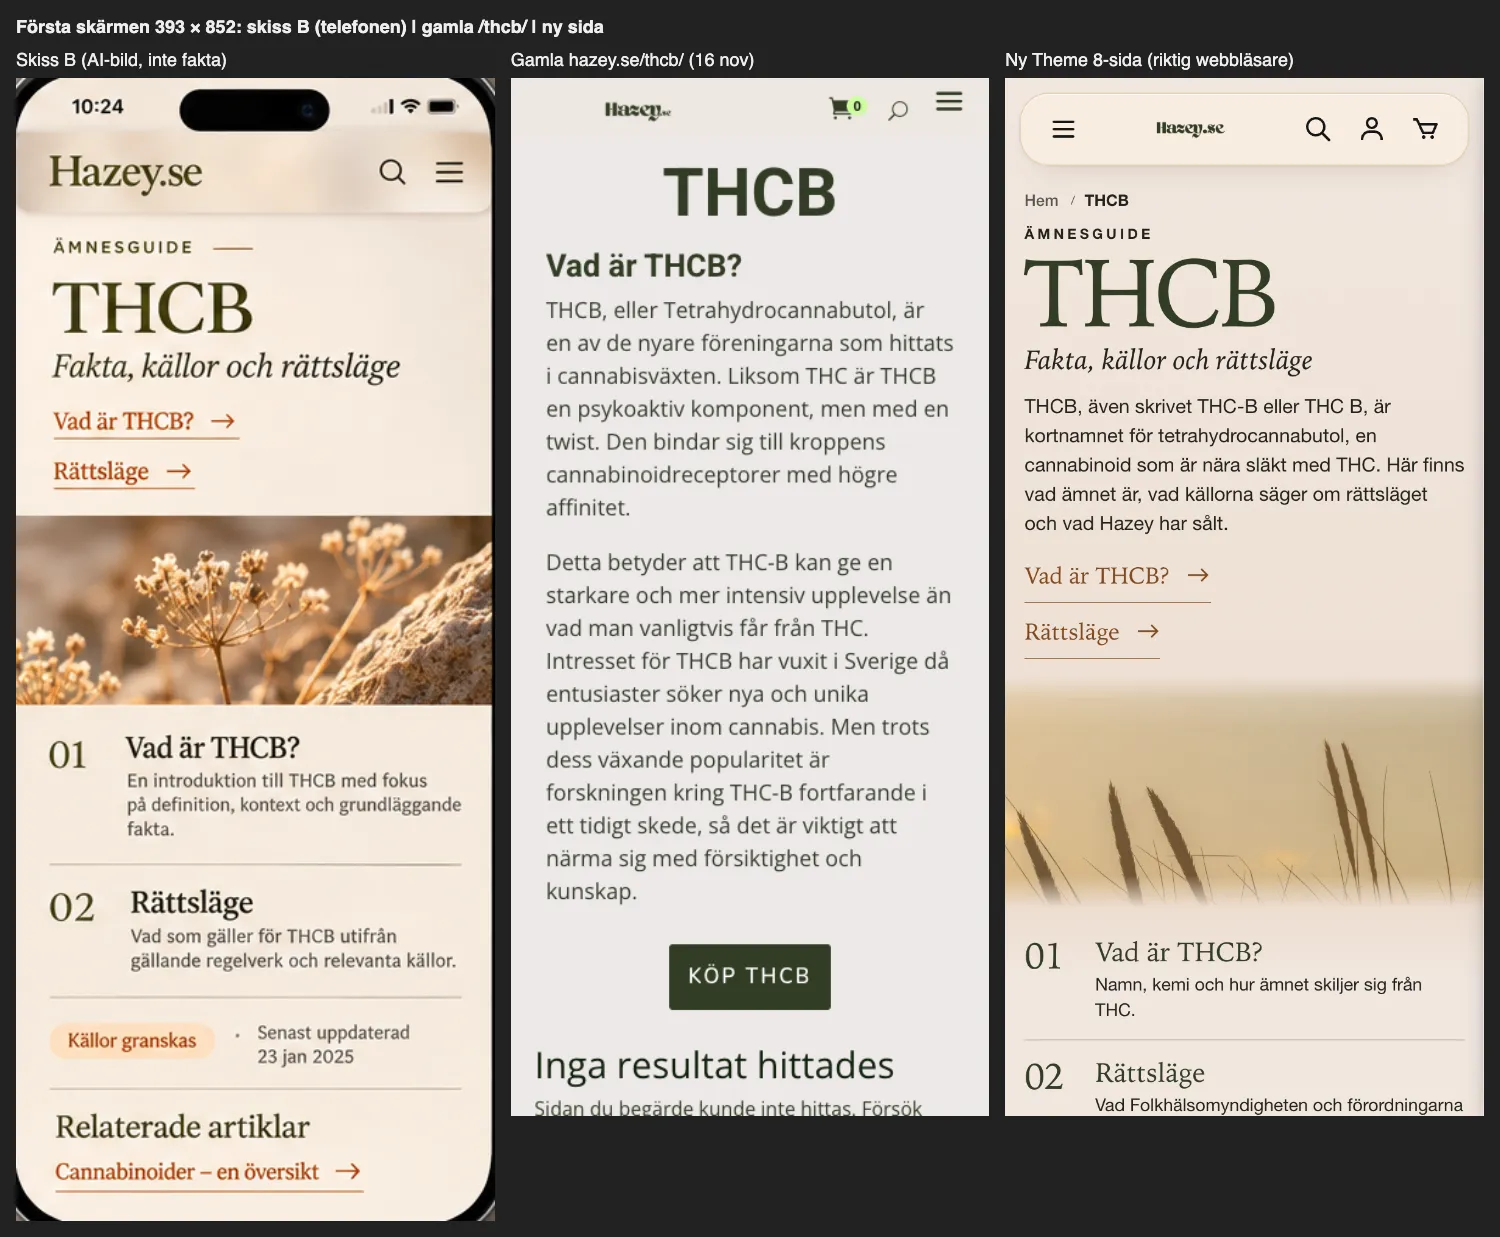 Första skärmen 393 × 852: skiss B (telefonen) | gamla /thcb/ | ny sida
Skiss B (AI-bild, inte fakta)
10:24
Hazey.se
ÄMNESGUIDE
THCB
Fakta, källor och rättsläge
Vad är THCB? →
Rättsläge →
01
Vad är THCB?
En introduktion till THCB med fokus
på definition, kontext och grundläggande
fakta.
02
Rättsläge
Vad som gäller för THCB utifrån
gällande regelverk och relevanta källor.
Källor granskas
· Senast uppdaterad
23 jan 2025
Relaterade artiklar
Cannabinoider – en översikt →
Gamla hazey.se/thcb/ (16 nov)
Hazey.se
0
THCB
Vad är THCB?
THCB, eller Tetrahydrocannabutol, är
en av de nyare föreningarna som hittats
i cannabisväxten. Liksom THC är THCB
en psykoaktiv komponent, men med en
twist. Den bindar sig till kroppens
cannabinoidreceptorer med högre
affinitet.
Detta betyder att THC-B kan ge en
starkare och mer intensiv upplevelse än
vad man vanligtvis får från THC.
Intresset för THCB har vuxit i Sverige då
entusiaster söker nya och unika
upplevelser inom cannabis. Men trots
dess växande popularitet är
forskningen kring THC-B fortfarande i
ett tidigt skede, så det är viktigt att
närma sig med försiktighet och
kunskap.
KÖP THCB
Inga resultat hittades
Sidan du begärde kunde inte hittas. Försök
Ny Theme 8-sida (riktig webbläsare)
Hazey.se
Hem / THCB
ÄMNESGUIDE
THCB
Fakta, källor och rättsläge
THCB, även skrivet THC-B eller THC B, är
kortnamnet för tetrahydrocannabutol, en
cannabinoid som är nära släkt med THC. Här finns
vad ämnet är, vad källorna säger om rättsläget
och vad Hazey har sålt.
Vad är THCB? →
Rättsläge →
01
Vad är THCB?
Namn, kemi och hur ämnet skiljer sig från
THC.
02
Rättsläge
Vad Folkhälsomyndigheten och förordningarna